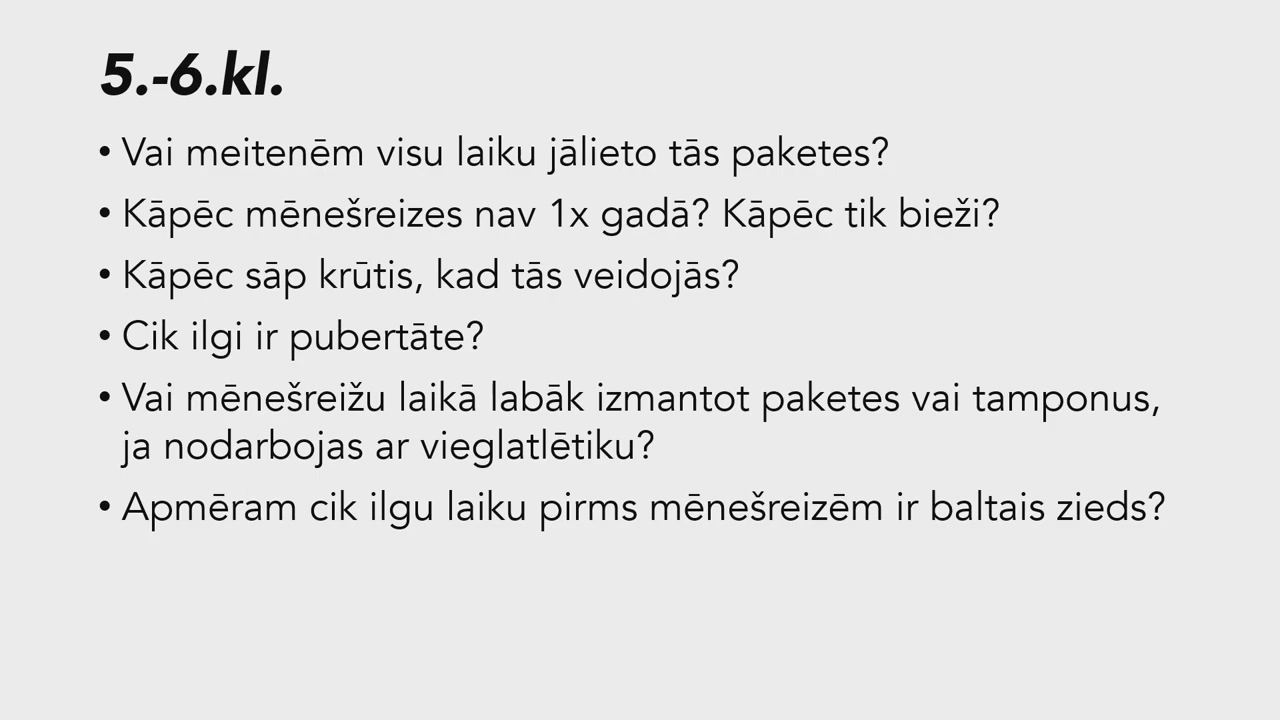 5.-6.kl.
• Vai meitenēm visu laiku jālieto tās paketes?
• Kāpēc mēnešreizes nav 1x gadā? Kāpēc tik bieži?
• Kāpēc sāp krūtis, kad tās veidojās?
• Cik ilgi ir pubertāte?
• Vai mēnešreižu laikā labāk izmantot paketes vai tamponus,
ja nodarbojas ar vieglatlētiku?
• Apmēram cik ilgu laiku pirms mēnešreizēm ir baltais zieds?